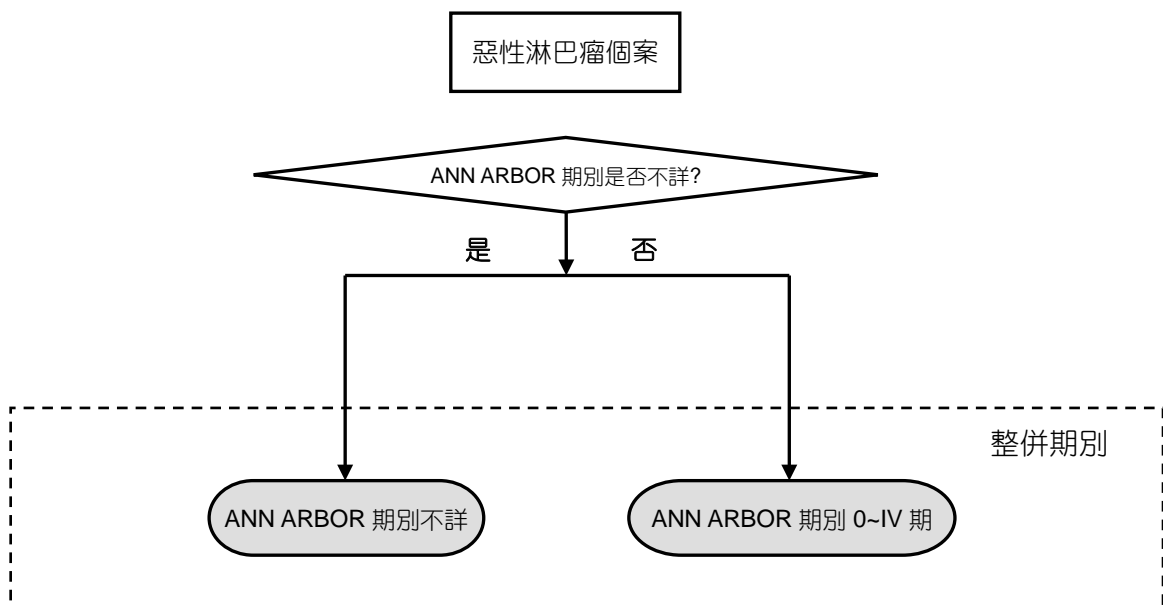 惡性淋巴瘤個案
ANN ARBOR 期別是否不詳?
是 否
整併期別
ANN ARBOR 期別不詳
ANN ARBOR 期別 0~IV 期